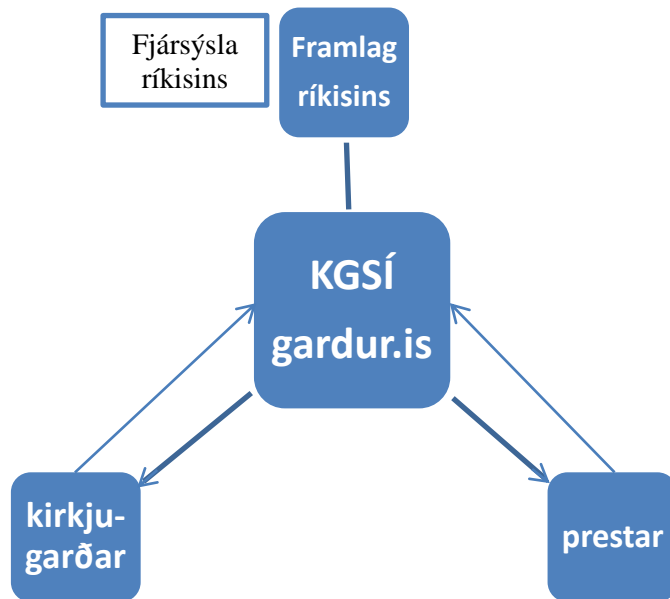 Fjársýsla
ríkisins
Framlag
ríkisins
KGSÍ
gardur.is
kirkju-
garðar
prestar